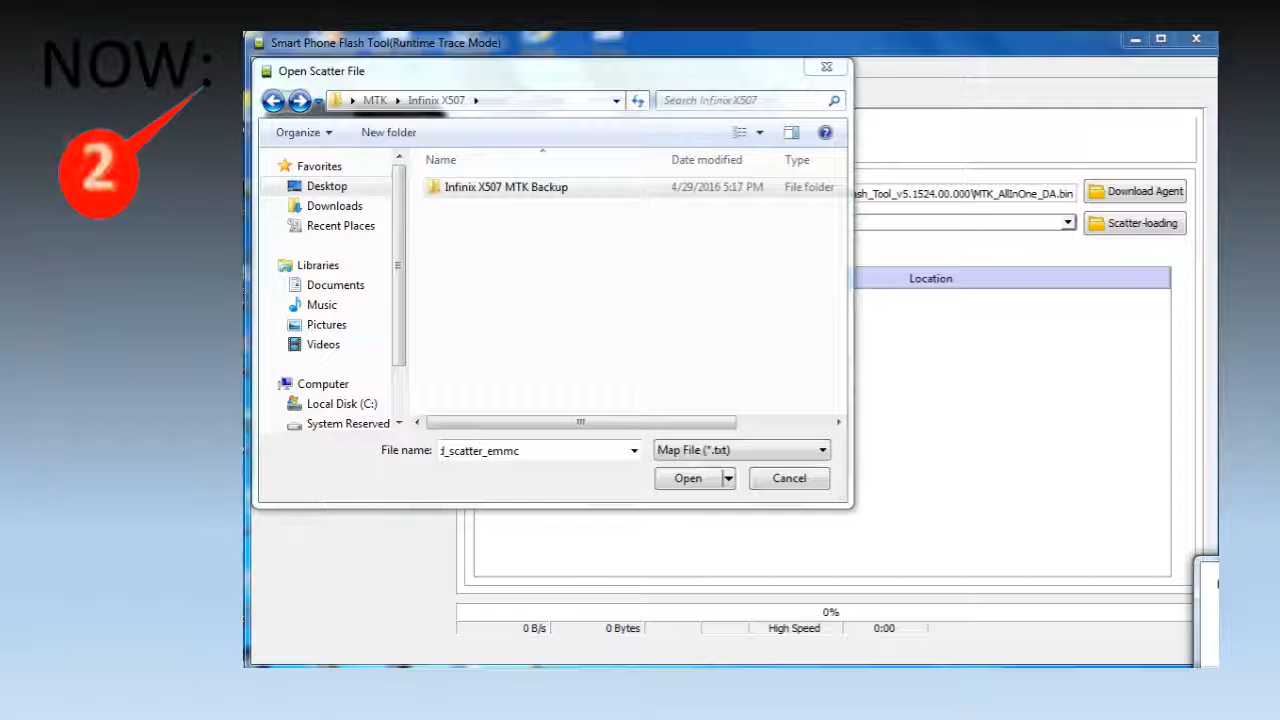 NOW:
2
Smart Phone Flash Tool(Runtime Trace Mode)
Open Scatter File
MTK Infinix X507
Search Infinix X507
Organize New folder
Name Date modified Type
Favorites
Desktop
Downloads
Recent Places
Libraries
Documents
Music
Pictures
Videos
Computer
Local Disk (C:)
System Reserved
Infinix X507 MTK Backup 4/29/2016 5:17 PM File folder
File name: _scatter_emmc Map File (*.txt)
Open Cancel
ash_Tool_v5.1524.00.000\MTK_AllInOne_DA.bin Download Agent
Scatter-loading
Location
0%
0 B/s 0 Bytes High Speed 0:00